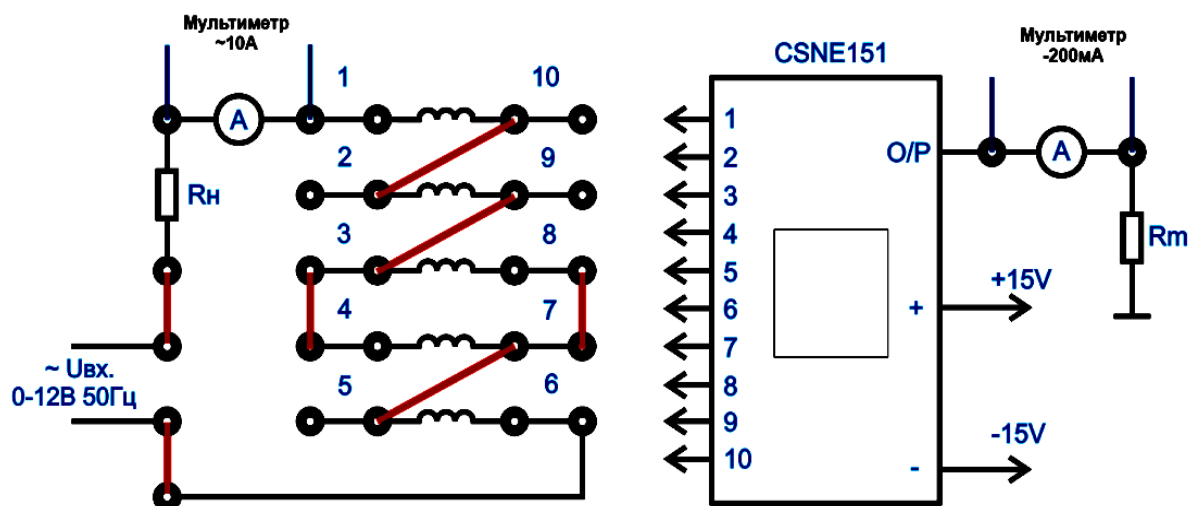 Мультиметр
~10А
A
1
10
2
9
Rн
3
8
4
7
~ Uвх.
0-12В 50Гц
5
6
CSNE151
1
2
3
4
5
6
7
8
9
10
O/P
+
-
Мультиметр
-200мА
A
Rm
+15V
-15V